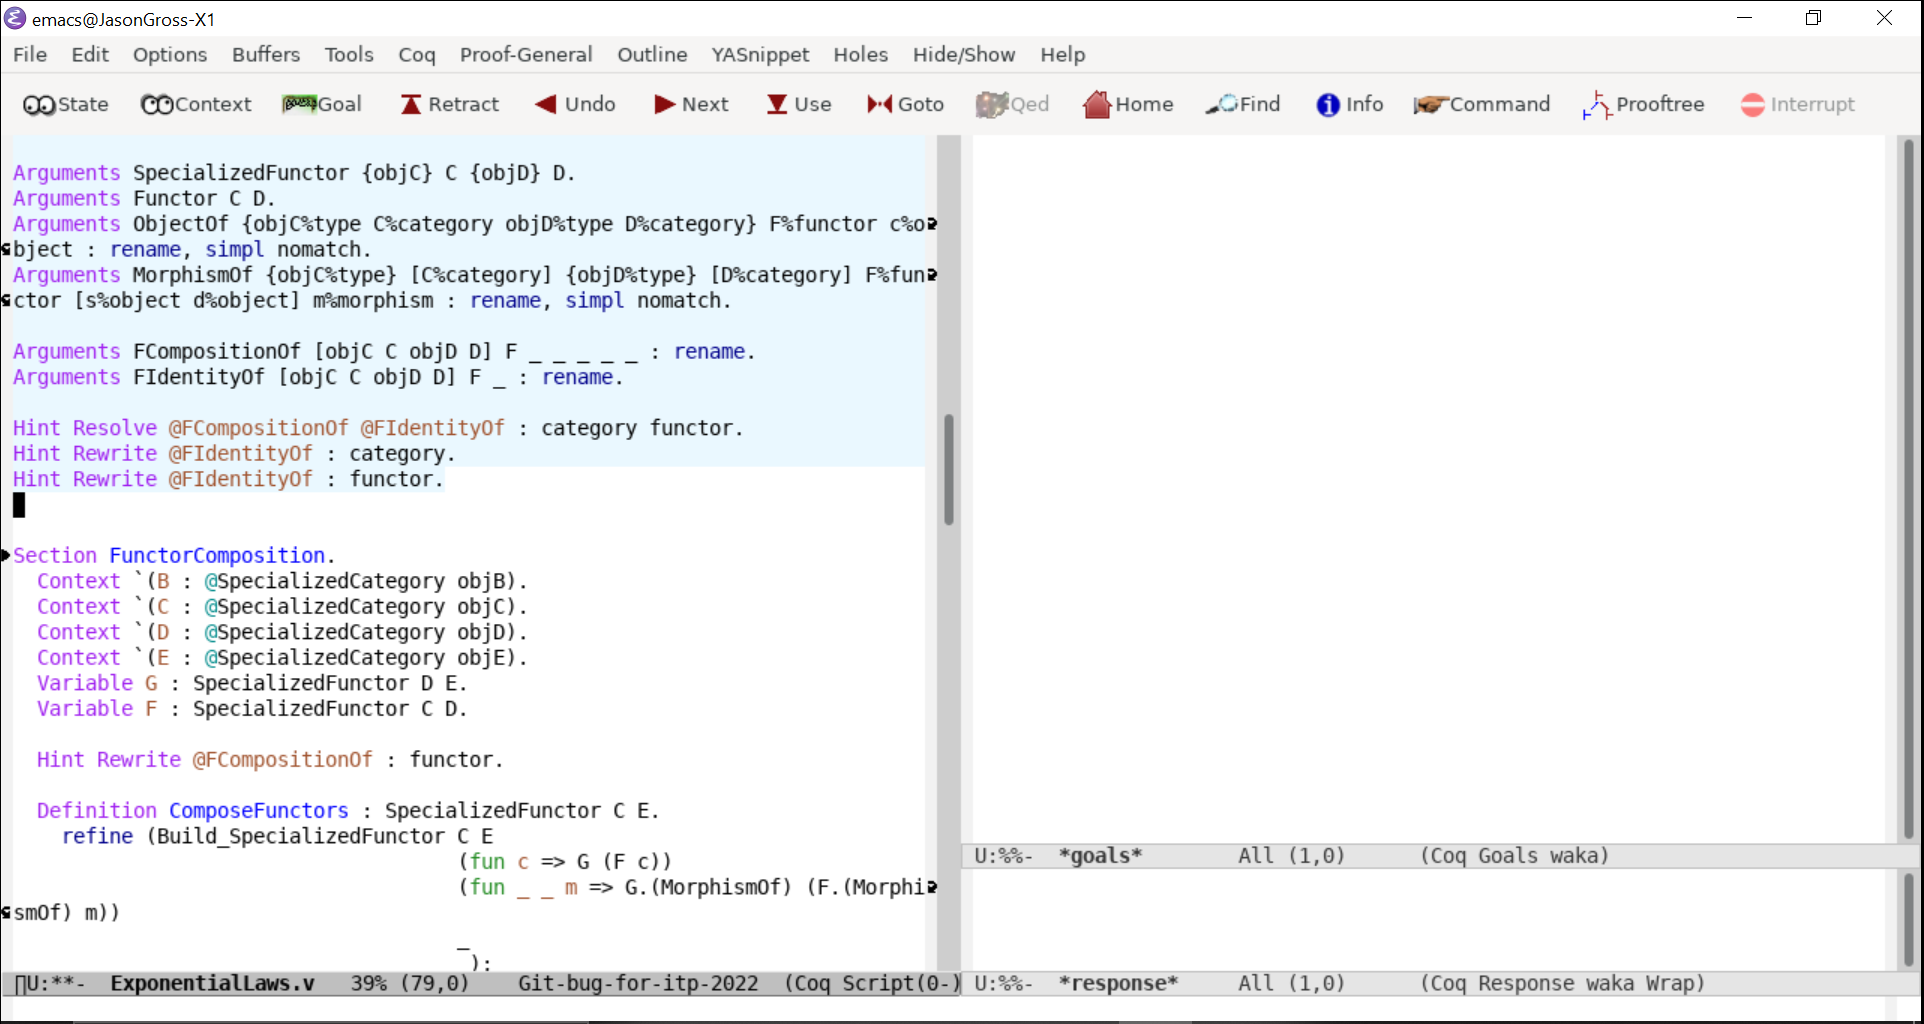 emacs@JasonGross-X1
File Edit Options Buffers Tools Coq Proof-General Outline YASnippet Holes Hide/Show Help
State Context Goal Retract Undo Next Use Goto Qed Home Find Info Command Prooftree Interrupt
Arguments SpecializedFunctor {objC} C {objD} D.
Arguments Functor C D.
Arguments ObjectOf {objC%type C%category objD%type D%category} F%functor c%o
bject : rename, simpl nomatch.
Arguments MorphismOf {objC%type} [C%category] {objD%type} [D%category] F%fun
ctor [s%object d%object] m%morphism : rename, simpl nomatch.
Arguments FCompositionOf [objC C objD D] F _ _ _ _ _ : rename.
Arguments FIdentityOf [objC C objD D] F _ : rename.
Hint Resolve @FCompositionOf @FIdentityOf : category functor.
Hint Rewrite @FIdentityOf : category.
Hint Rewrite @FIdentityOf : functor.
Section FunctorComposition.
Context `(B : @SpecializedCategory objB).
Context `(C : @SpecializedCategory objC).
Context `(D : @SpecializedCategory objD).
Context `(E : @SpecializedCategory objE).
Variable G : SpecializedFunctor D E.
Variable F : SpecializedFunctor C D.
Hint Rewrite @FCompositionOf : functor.
Definition ComposeFunctors : SpecializedFunctor C E.
refine (Build_SpecializedFunctor C E
(fun c => G (F c))
(fun _ _ m => G.(MorphismOf) (F.(Morphi
smOf) m))
_
_);
U:**- ExponentialLaws.v 39% (79,0) Git-bug-for-itp-2022 (Coq Script(0-)
U:%%- *goals* All (1,0) (Coq Goals waka)
U:%%- *response* All (1,0) (Coq Response waka Wrap)